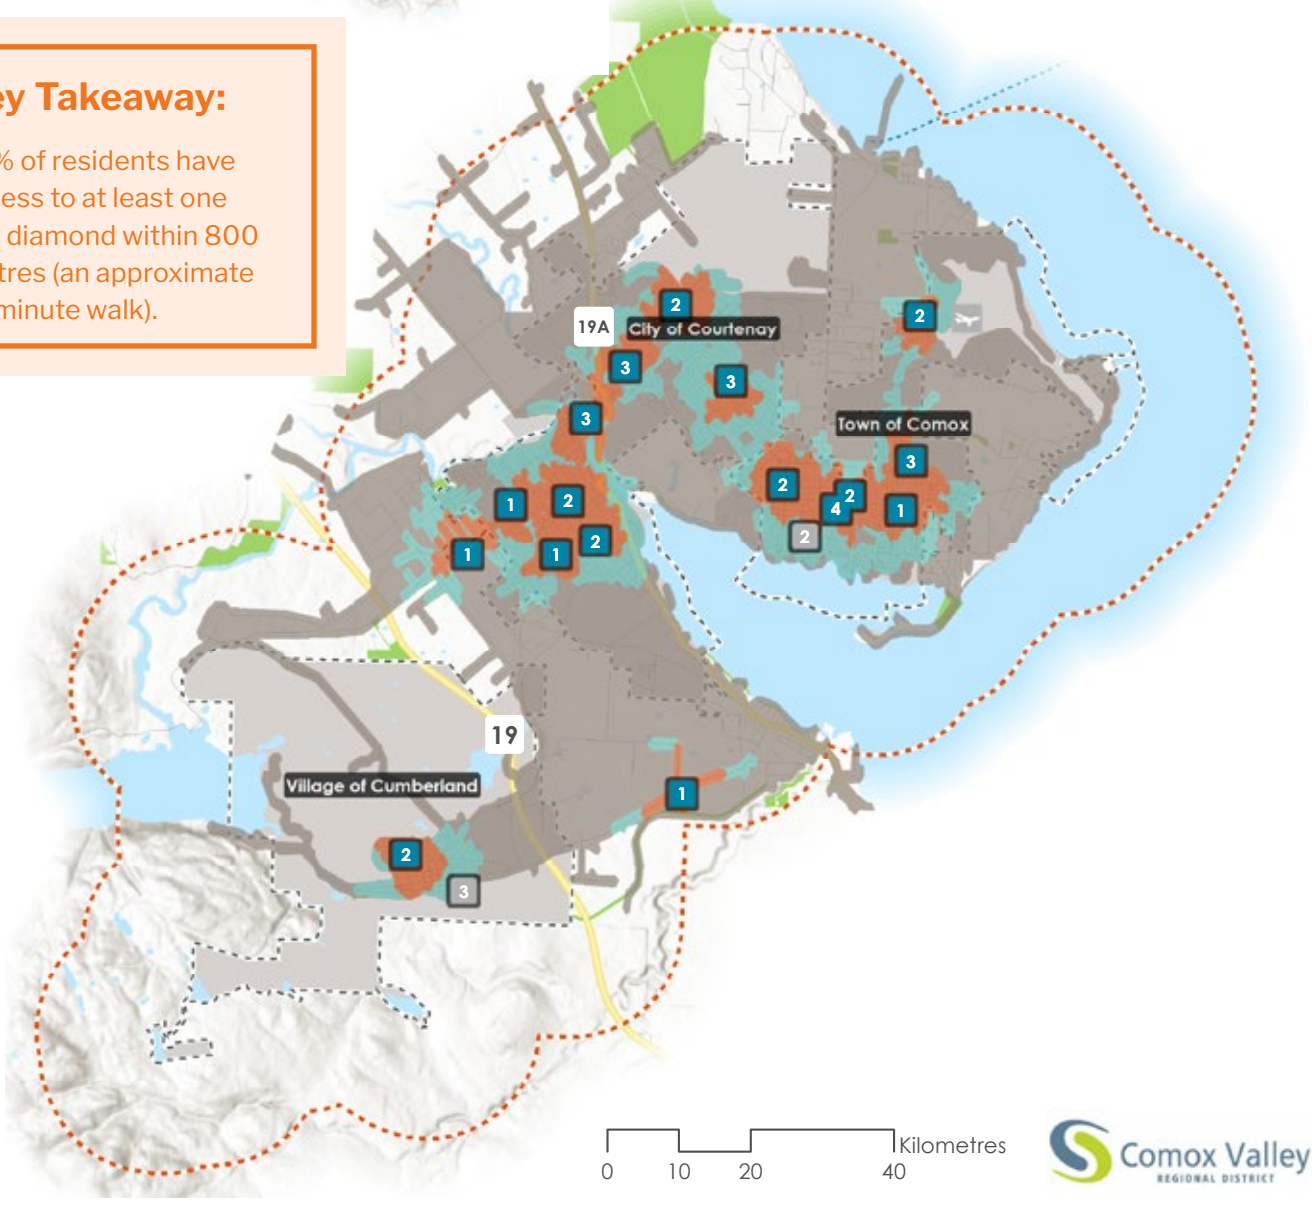 ey Takeaway:
% of residents have
ess to at least one
diamond within 800
tres (an approximate
minute walk).
2
19A
City of Courtenay
2
3
3
3
Town of Comox
3
2
2
4
1
1
2
2
2
1
1
19
Village of Cumberland
1
2
3
Kilometres
0 10 20 40
Comox Valley
REGIONAL DISTRICT